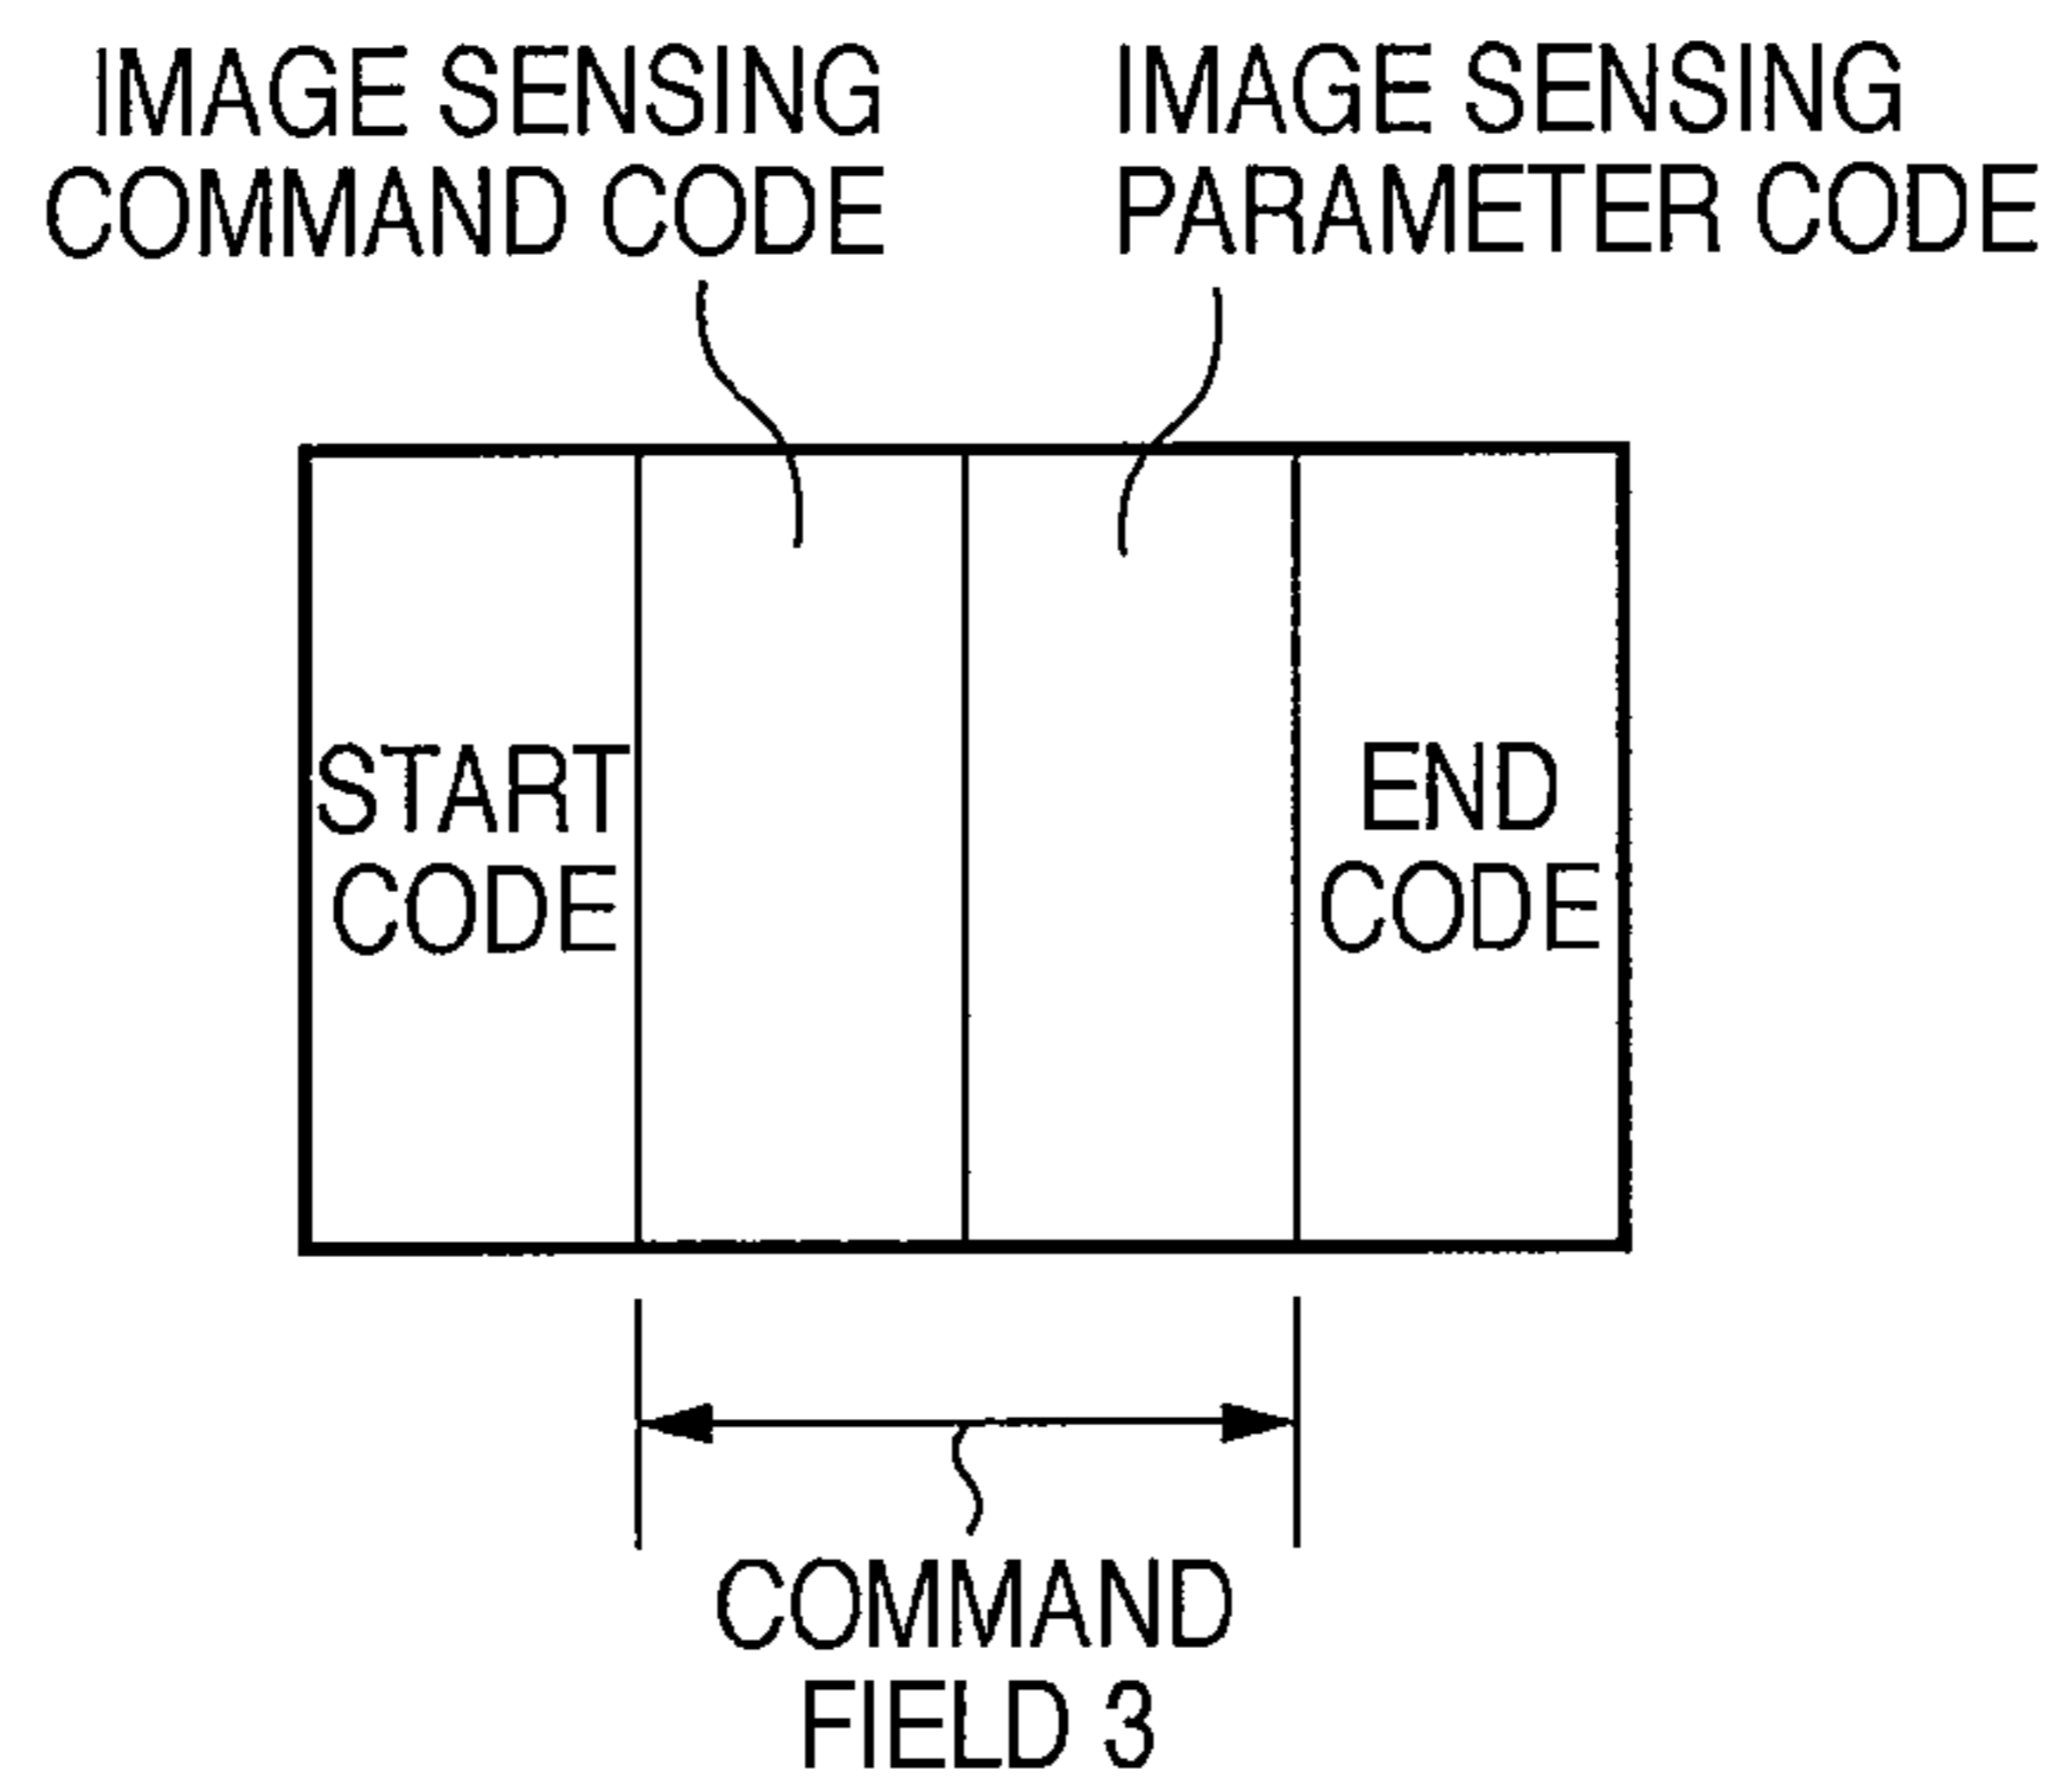 IMAGE SENSING
COMMAND CODE
IMAGE SENSING
PARAMETER CODE
START
CODE
END
CODE
COMMAND
FIELD 3